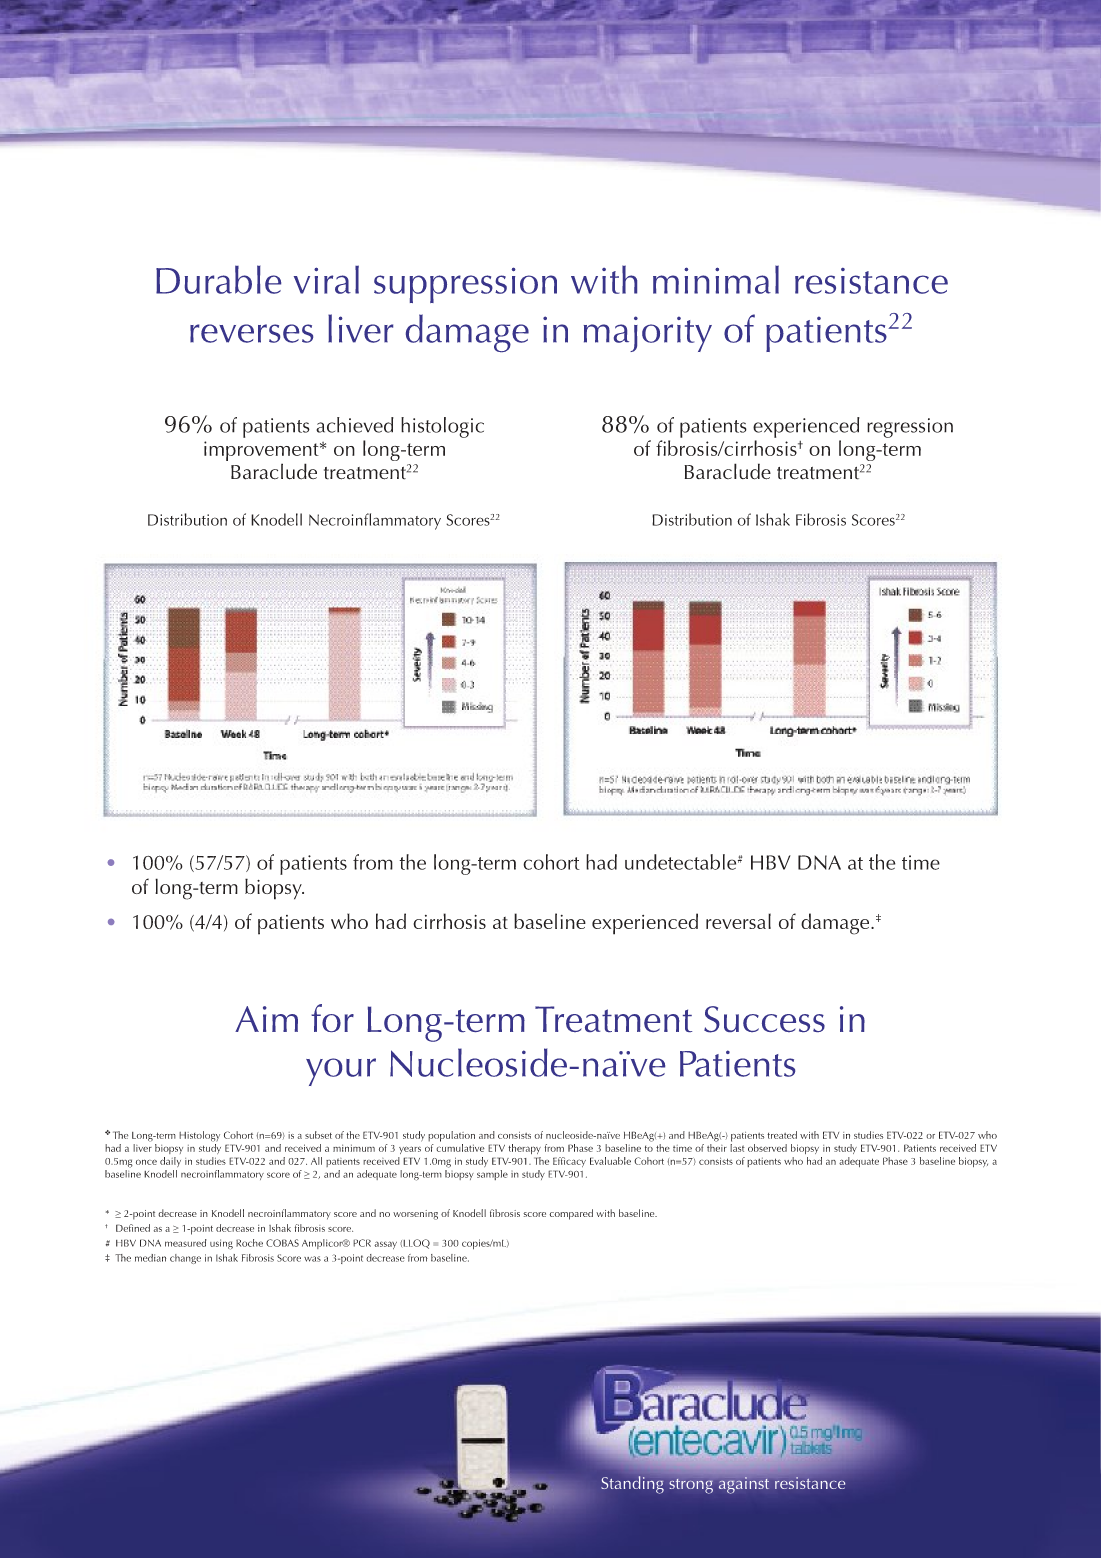 Durable viral suppression with minimal resistance
reverses liver damage in majority of patients22
96% of patients achieved histologic
improvement* on long-term
Baraclude treatment22
88% of patients experienced regression
of fibrosis/cirrhosis† on long-term
Baraclude treatment22
Distribution of Knodell Necroinflammatory Scores22
Distribution of Ishak Fibrosis Scores22
Knodell
Necroinflammatory Scores
60
50
40
30
20
10
0
Number of Patients
Severity
10-14
7-9
4-6
0-3
Missing
Baseline Week 48 Long-term cohort*
Time
n=57 Nucleoside-naive patients in roll-over study 901 with both an evaluable baseline and long-term
biopsy. Median duration of BARACLUDE therapy and long-term biopsy was 6 years (range: 2-7 years).
Ishak Fibrosis Score
60
50
40
30
20
10
0
Number of Patients
Severity
5-6
3-4
1-2
0
Missing
Baseline Week 48 Long-term cohort*
Time
n=57 Nucleoside-naive patients in roll-over study 901 with both an evaluable baseline and long-term
biopsy. Median duration of BARACLUDE therapy and long-term biopsy was 6 years (range: 2-7 years)
• 100% (57/57) of patients from the long-term cohort had undetectable# HBV DNA at the time
of long-term biopsy.
• 100% (4/4) of patients who had cirrhosis at baseline experienced reversal of damage.‡
Aim for Long-term Treatment Success in
your Nucleoside-naïve Patients
❖ The Long-term Histology Cohort (n=69) is a subset of the ETV-901 study population and consists of nucleoside-naïve HBeAg(+) and HBeAg(-) patients treated with ETV in studies ETV-022 or ETV-027 who
had a liver biopsy in study ETV-901 and received a minimum of 3 years of cumulative ETV therapy from Phase 3 baseline to the time of their last observed biopsy in study ETV-901. Patients received ETV
0.5mg once daily in studies ETV-022 and 027. All patients received ETV 1.0mg in study ETV-901. The Efficacy Evaluable Cohort (n=57) consists of patients who had an adequate Phase 3 baseline biopsy, a
baseline Knodell necroinflammatory score of ≥ 2, and an adequate long-term biopsy sample in study ETV-901.
* ≥ 2-point decrease in Knodell necroinflammatory score and no worsening of Knodell fibrosis score compared with baseline.
† Defined as a ≥ 1-point decrease in Ishak fibrosis score.
# HBV DNA measured using Roche COBAS Amplicor® PCR assay (LLOQ = 300 copies/mL)
‡ The median change in Ishak Fibrosis Score was a 3-point decrease from baseline.
Baraclude
(entecavir) 0.5 mg/1mg
tablets
Standing strong against resistance